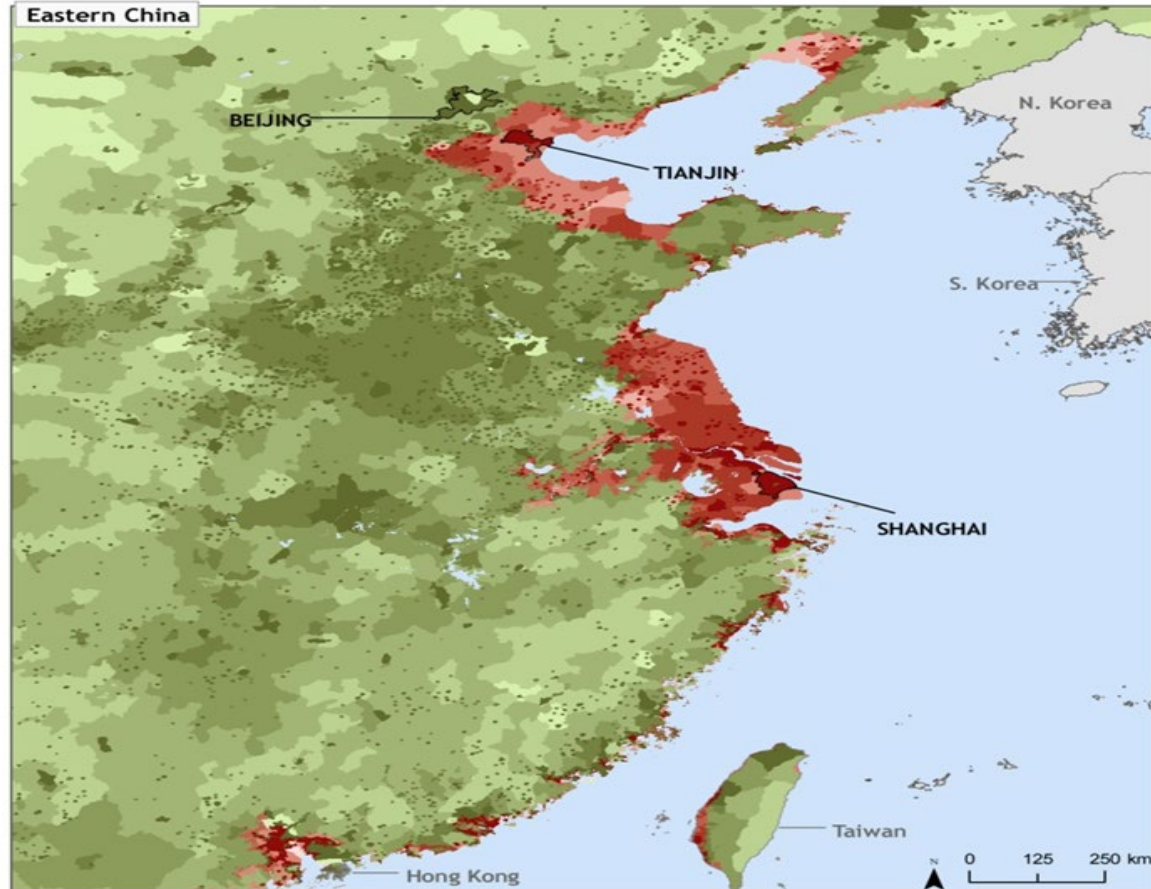 Eastern China
N. Korea
BEIJING
TIANJIN
S. Korea
SHANGHAI
Taiwan
Hong Kong
N
0 125 250 km